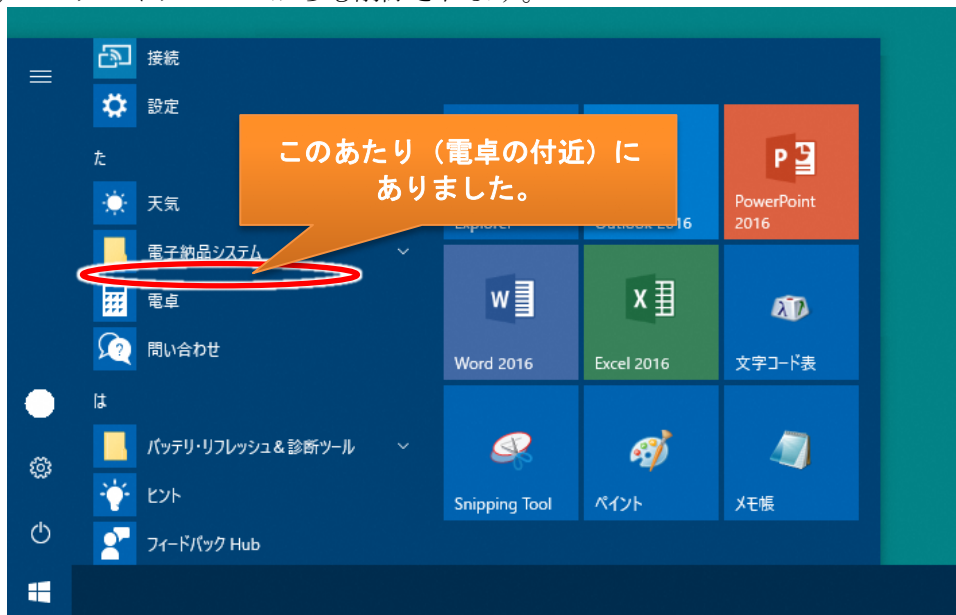 接続
設定
た
天気
電子納品システム
電卓
問い合わせ
は
バッテリ・リフレッシュ&診断ツール
ヒント
フィードバック Hub
このあたり（電卓の付近）に
ありました。
PowerPoint
2016
Word 2016
Excel 2016
文字コード表
Snipping Tool
ペイント
メモ帳